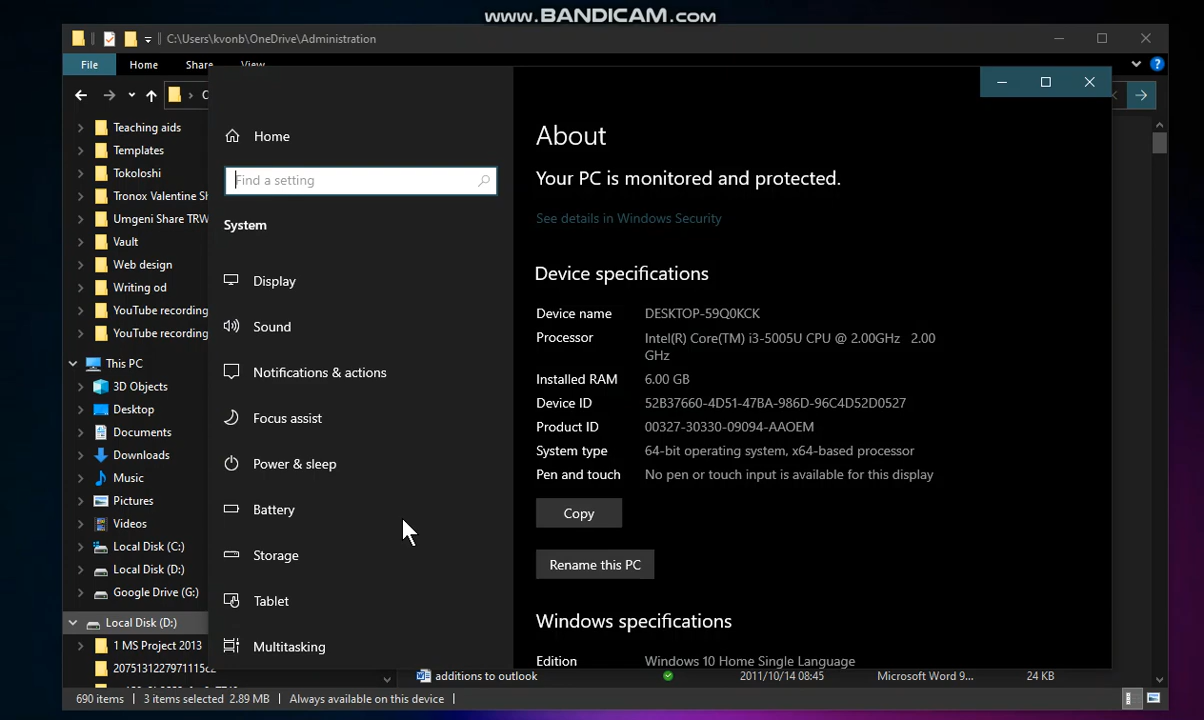 www.BANDICAM.com
C:\Users\kvonb\OneDrive\Administration
File Home Share View
Teaching aids
Templates
Tokoloshi
Tronox Valentine Sh
Umgeni Share TRW
Vault
Web design
Writing od
YouTube recording
YouTube recording
This PC
3D Objects
Desktop
Documents
Downloads
Music
Pictures
Videos
Local Disk (C:)
Local Disk (D:)
Google Drive (G:)
Local Disk (D:)
1 MS Project 2013
Home
Find a setting
System
Display
Sound
Notifications & actions
Focus assist
Power & sleep
Battery
Storage
Tablet
Multitasking
About
Your PC is monitored and protected.
See details in Windows Security
Device specifications
Device name DESKTOP-59Q0KCK
Processor Intel(R) Core(TM) i3-5005U CPU @ 2.00GHz 2.00
GHz
Installed RAM 6.00 GB
Device ID 52B37660-4D51-47BA-986D-96C4D52D0527
Product ID 00327-30330-09094-AAOEM
System type 64-bit operating system, x64-based processor
Pen and touch No pen or touch input is available for this display
Copy
Rename this PC
Windows specifications
Edition Windows 10 Home Single Language
additions to outlook 2011/10/14 08:45 Microsoft Word 9... 24 KB
690 items 3 items selected 2.89 MB Always available on this device